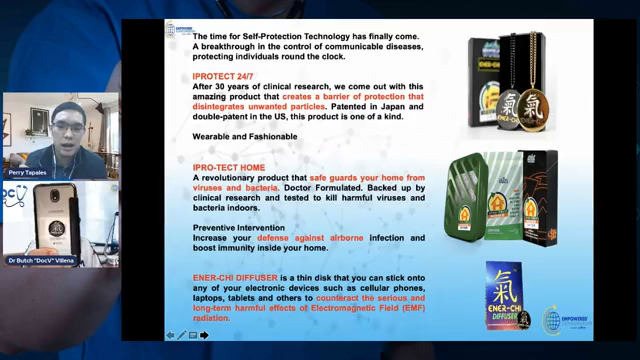 The time for Self-Protection Technology has finally come.
A breakthrough in the control of communicable diseases,
protecting individuals round the clock.
IPROTECT 24/7
After 30 years of clinical research, we come out with this
amazing product that creates a barrier of protection that
disintegrates unwanted particles. Patented in Japan and
double-patent in the US, this product is one of a kind.
Wearable and Fashionable
IPRO-TECT HOME
A revolutionary product that safe guards your home from
viruses and bacteria. Doctor Formulated. Backed up by
clinical research and tested to kill harmful viruses and
bacteria indoors.
Preventive Intervention
Increase your defense against airborne infection and
boost immunity inside your home.
ENER-CHI DIFFUSER is a thin disk that you can stick onto
any of your electronic devices such as cellular phones,
laptops, tablets and others to counteract the serious and
long-term harmful effects of Electromagnetic Field (EMF)
radiation.
Perry Tapales
Dr Butch "DocV" Villena
氣
氣
氣
ENER-CHI
DIFFUSER
EMPOWERED